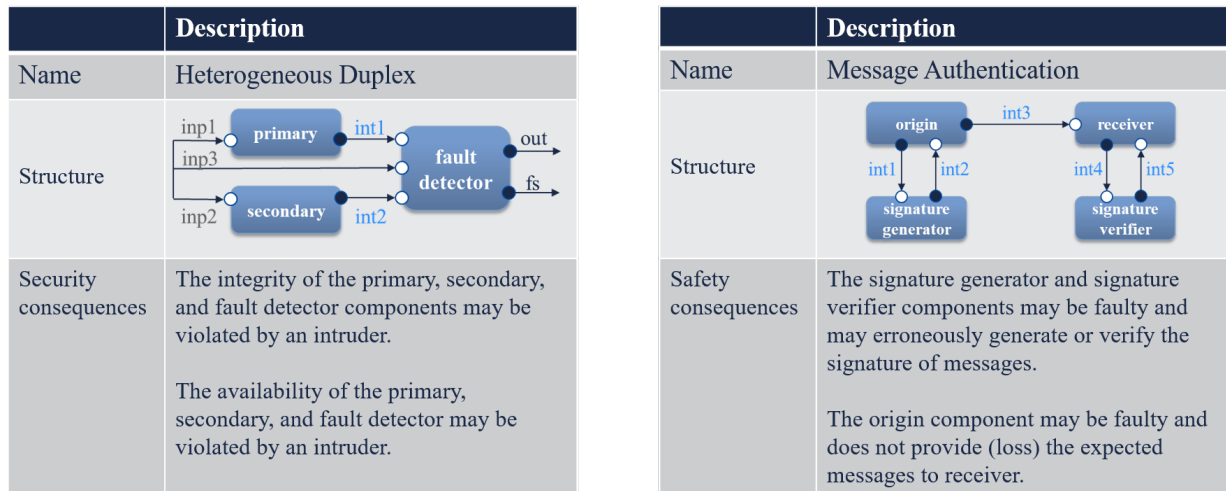 Description
Name Heterogeneous Duplex
Structure
inp1 primary int1
inp3 fault detector out
fs
inp2 secondary int2
Security consequences
The integrity of the primary, secondary,
and fault detector components may be
violated by an intruder.
The availability of the primary,
secondary, and fault detector may be
violated by an intruder.
Description
Name Message Authentication
Structure
origin int3 receiver
int1 int2 int4 int5
signature generator
signature verifier
Safety consequences
The signature generator and signature
verifier components may be faulty and
may erroneously generate or verify the
signature of messages.
The origin component may be faulty and
does not provide (loss) the expected
messages to receiver.